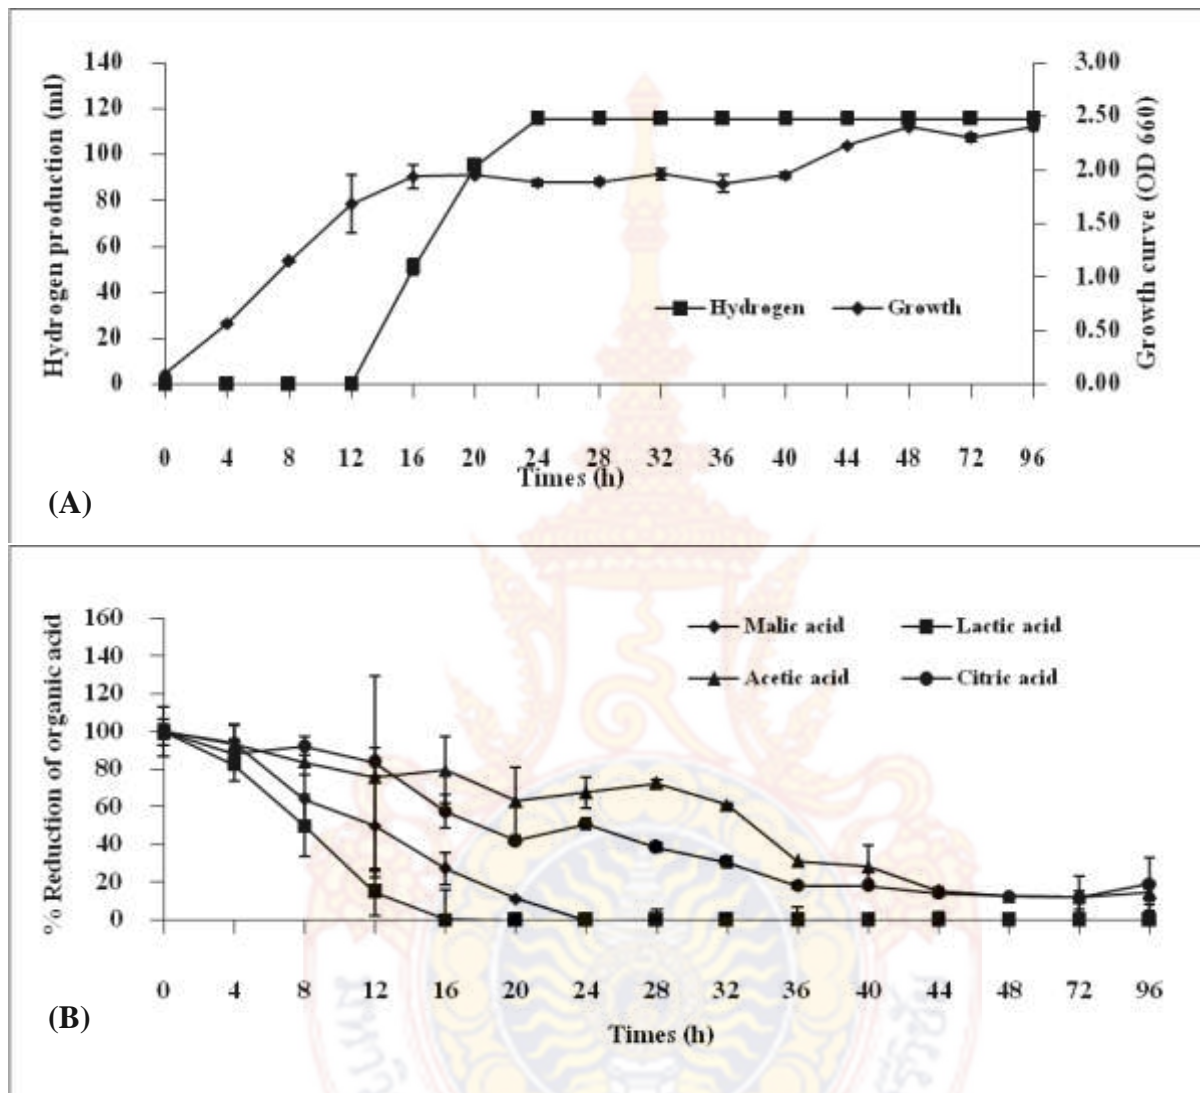 140
120
100
80
60
40
20
0
Hydrogen production (ml)
3.00
2.50
2.00
1.50
1.00
0.50
0.00
Growth curve (OD 660)
Hydrogen Growth
0 4 8 12 16 20 24 28 32 36 40 44 48 72 96
Times (h)
(A)
160
140
120
100
80
60
40
20
0
% Reduction of organic acid
Malic acid Lactic acid
Acetic acid Citric acid
0 4 8 12 16 20 24 28 32 36 40 44 48 72 96
Times (h)
(B)